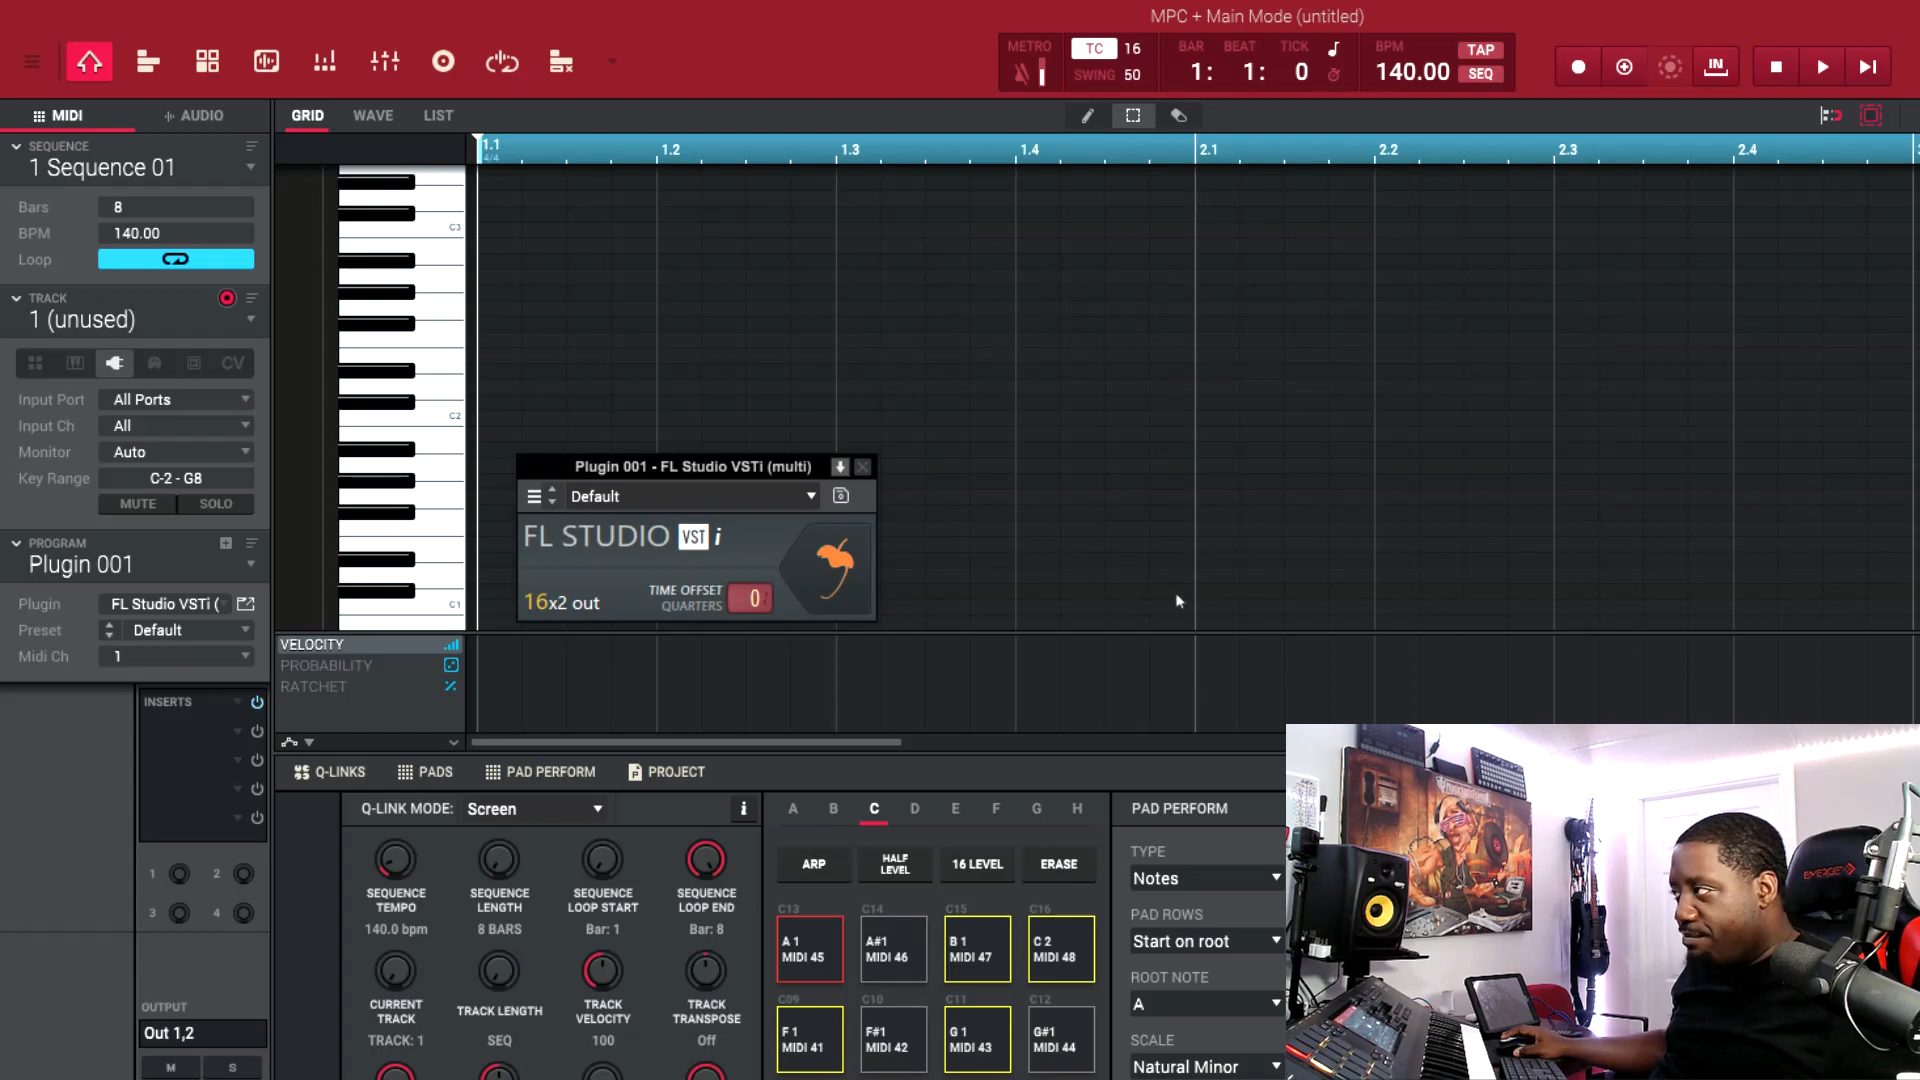 MPC + Main Mode (untitled)
METRO
TC 16
SWING 50
BAR BEAT TICK
1: 1: 0
BPM
140.00
TAP
SEQ
IN
MIDI
AUDIO
GRID
WAVE
LIST
SEQUENCE
1 Sequence 01
Bars 8
BPM 140.00
Loop
TRACK
1 (unused)
CV
Input Port All Ports
Input Ch All
Monitor Auto
Key Range C-2 - G8
MUTE SOLO
PROGRAM
Plugin 001
Plugin FL Studio VSTi (
Preset Default
Midi Ch 1
INSERTS
1 2
3 4
OUTPUT
Out 1,2
M S
1.1 1.2 1.3 1.4 2.1 2.2 2.3 2.4
4/4
C3
C2
C1
Plugin 001 - FL Studio VSTi (multi)
Default
FL STUDIO VST i
TIME OFFSET
QUARTERS
0
16x2 out
VELOCITY
PROBABILITY
RATCHET
Q-LINKS
PADS
PAD PERFORM
PROJECT
Q-LINK MODE: Screen
i
SEQUENCE TEMPO
140.0 bpm
SEQUENCE LENGTH
8 BARS
SEQUENCE LOOP START
Bar: 1
SEQUENCE LOOP END
Bar: 8
CURRENT TRACK
TRACK: 1
TRACK LENGTH
SEQ
TRACK VELOCITY
100
TRACK TRANSPOSE
Off
A B C D E F G H
ARP
HALF LEVEL
16 LEVEL
ERASE
C13 C14 C15 C16
A 1 MIDI 45
A#1 MIDI 46
B 1 MIDI 47
C 2 MIDI 48
C09 C10 C11 C12
F 1 MIDI 41
F#1 MIDI 42
G 1 MIDI 43
G#1 MIDI 44
PAD PERFORM
TYPE
Notes
PAD ROWS
Start on root
ROOT NOTE
A
SCALE
Natural Minor